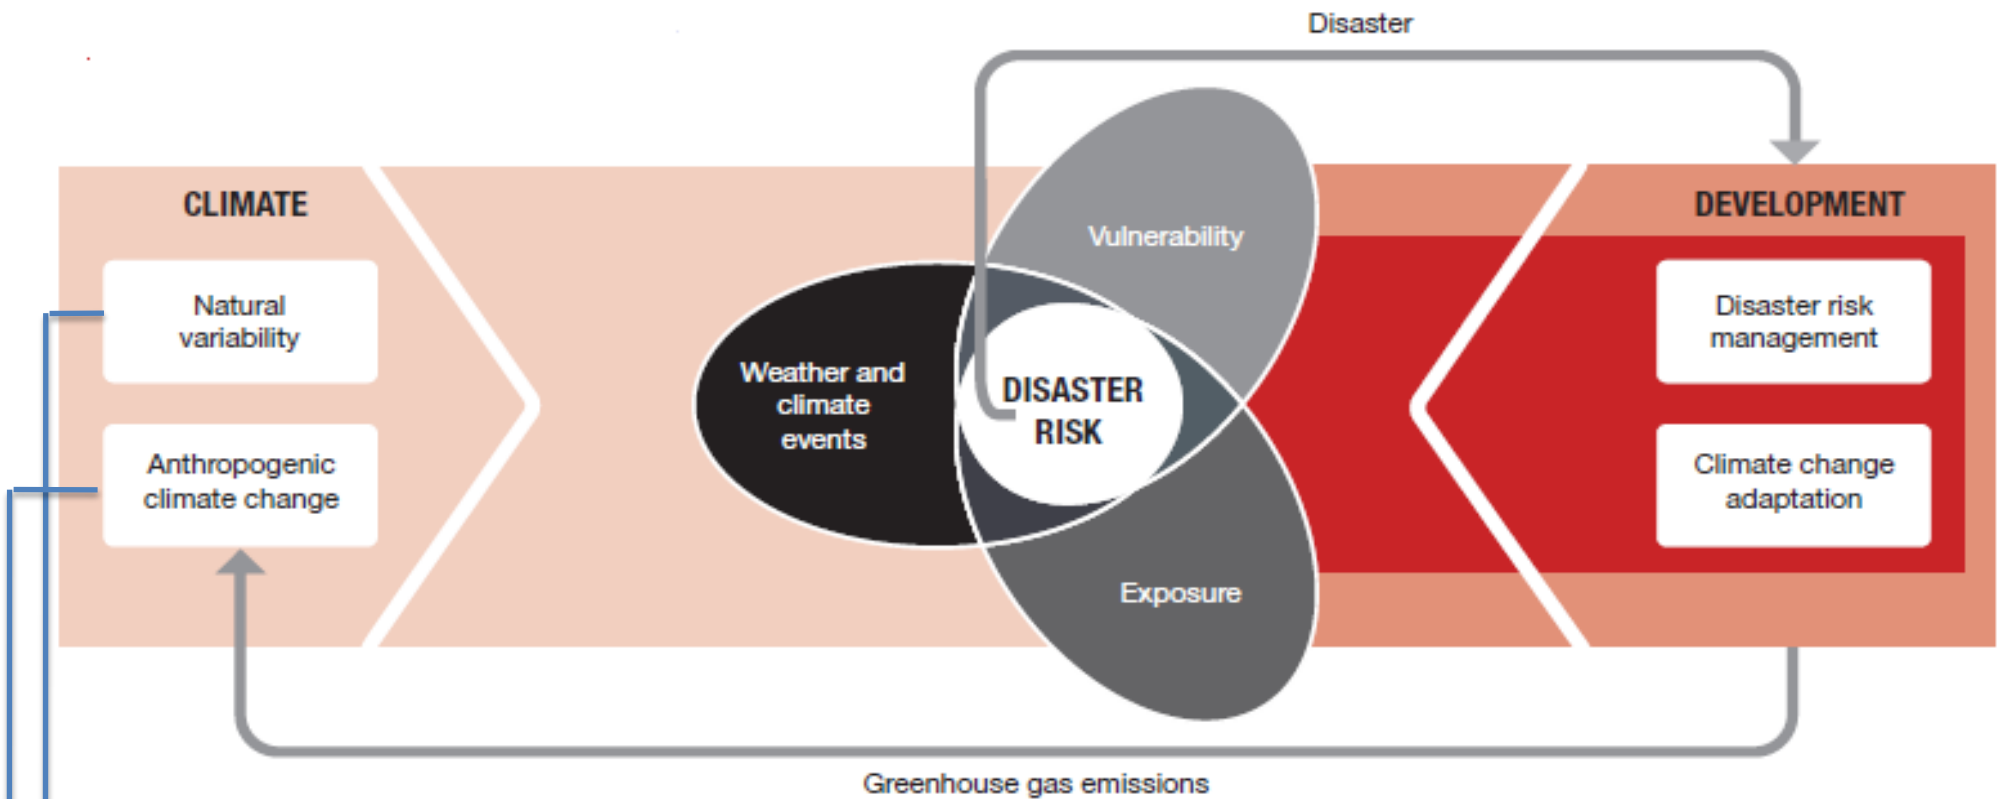 Disaster
CLIMATE
Natural
variability
Anthropogenic
climate change
Weather and
climate
events
Vulnerability
DISASTER
RISK
Exposure
DEVELOPMENT
Disaster risk
management
Climate change
adaptation
Greenhouse gas emissions